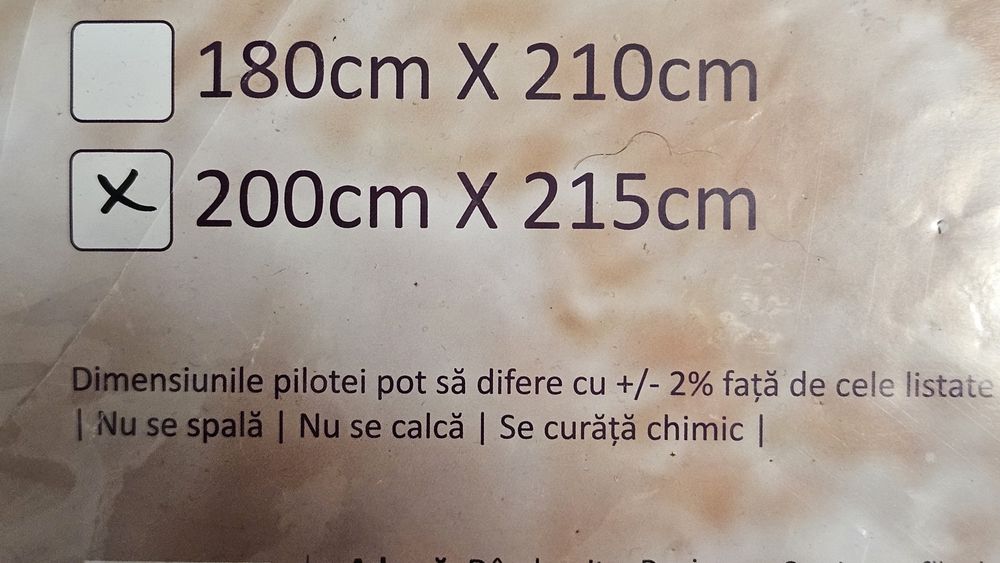 180cm X 210cm
X 200cm X 215cm
Dimensiunile pilotei pot să difere cu +/- 2% față de cele listate
| Nu se spală | Nu se calcă | Se curăță chimic |